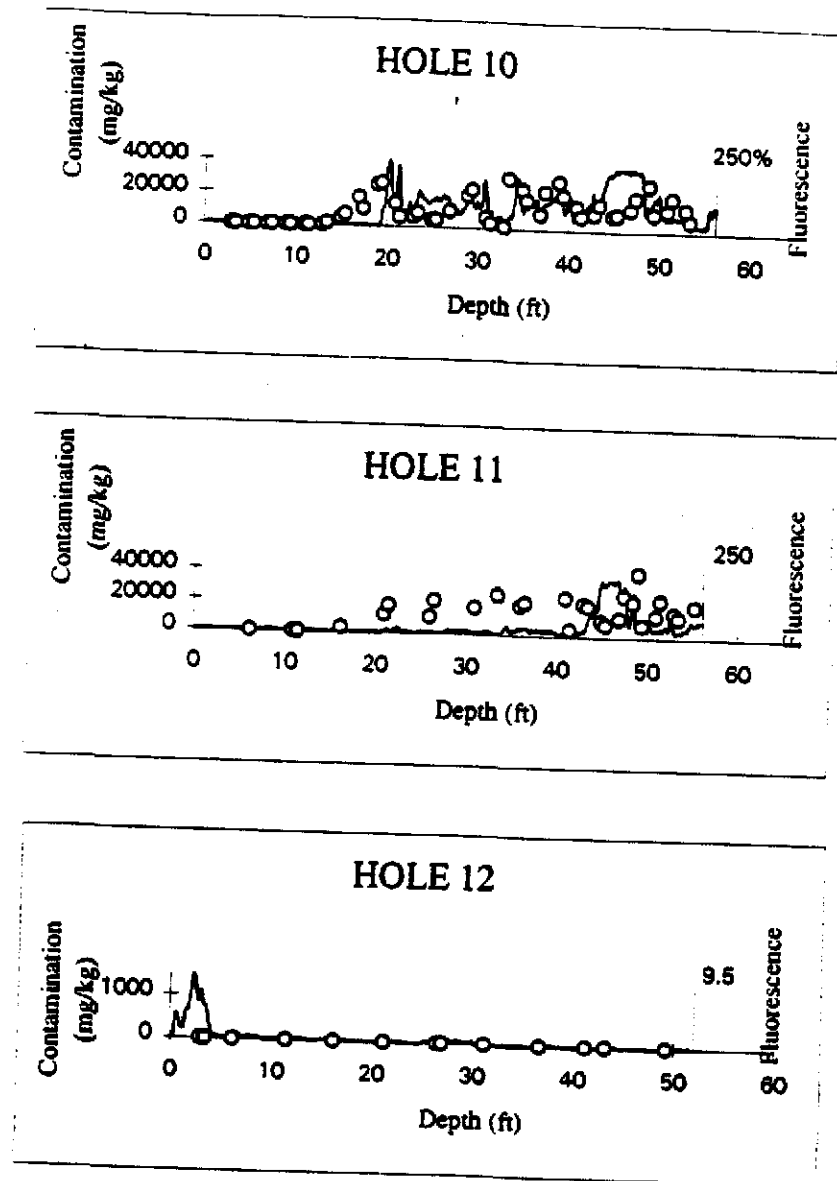 HOLE 10
Contamination
(mg/kg)
40000
20000
0
250%
Fluorescence
0 10 20 30 40 50 60
Depth (ft)
HOLE 11
Contamination
(mg/kg)
40000
20000
0
250
Fluorescence
0 10 20 30 40 50 60
Depth (ft)
HOLE 12
Contamination
(mg/kg)
1000
0
9.5
Fluorescence
0 10 20 30 40 50 60
Depth (ft)